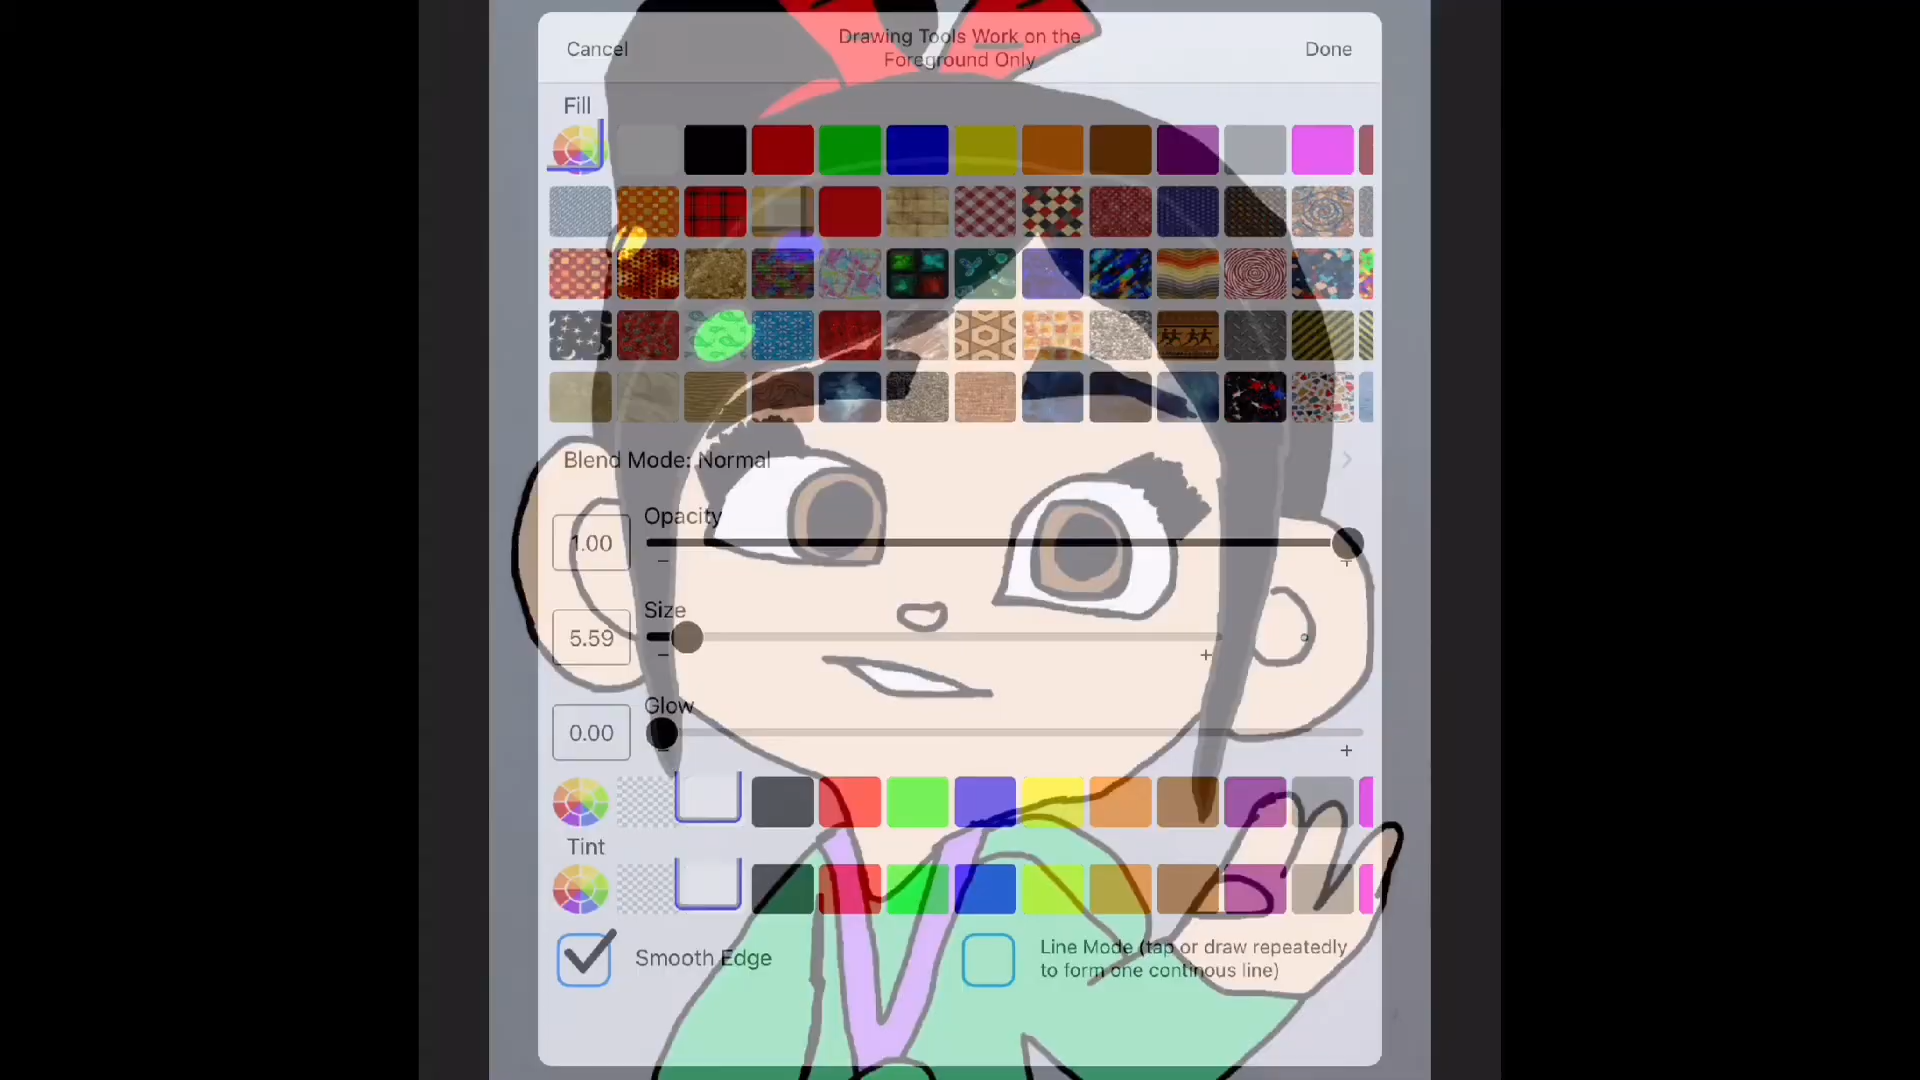 Cancel
Drawing Tools Work on the
Foreground Only
Done
Fill
Blend Mode: Normal
Opacity
1.00
Size
5.59
Glow
0.00
Tint
Smooth Edge
Line Mode (tap or draw repeatedly
to form one continous line)